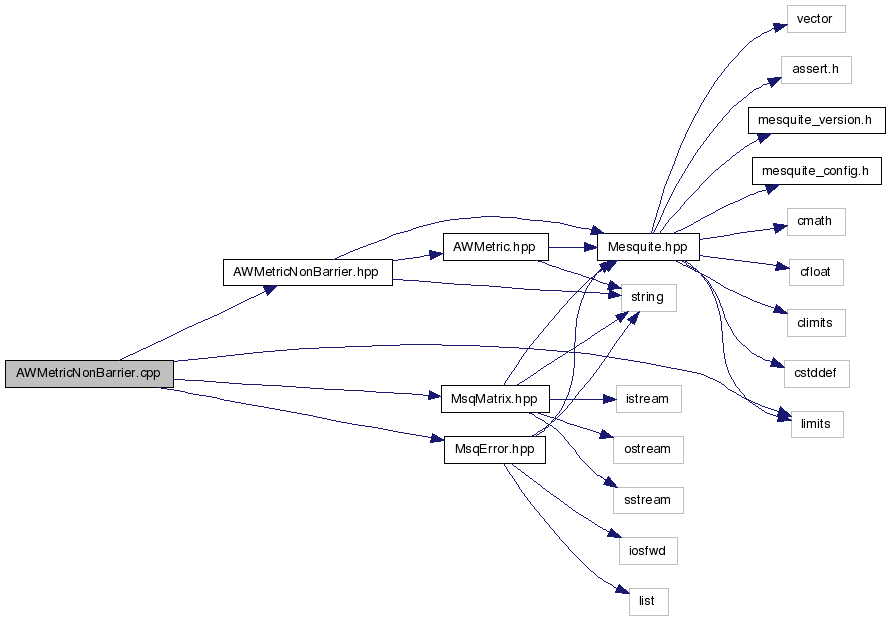 vector
assert.h
mesquite_version.h
mesquite_config.h
cmath
Mesquite.hpp
AWMetric.hpp
AWMetricNonBarrier.hpp
cfloat
string
climits
AWMetricNonBarrier.cpp
cstddef
MsqMatrix.hpp
istream
limits
MsqError.hpp
ostream
sstream
iosfwd
list